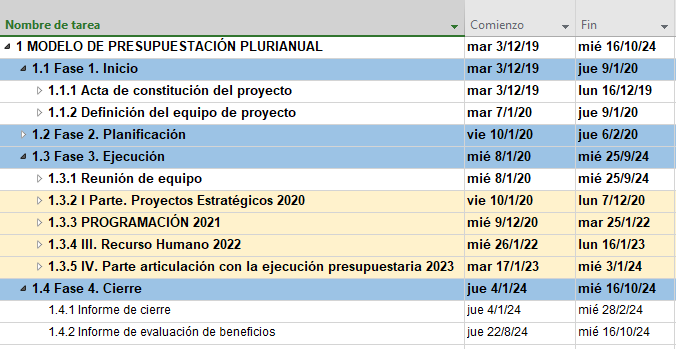 Nombre de tarea Comienzo Fin
1 MODELO DE PRESUPUESTACIÓN PLURIANUAL mar 3/12/19 mié 16/10/24
1.1 Fase 1. Inicio mar 3/12/19 jue 9/1/20
1.1.1 Acta de constitución del proyecto mar 3/12/19 lun 16/12/19
1.1.2 Definición del equipo de proyecto mar 7/1/20 jue 9/1/20
1.2 Fase 2. Planificación vie 10/1/20 jue 6/2/20
1.3 Fase 3. Ejecución mié 8/1/20 mié 25/9/24
1.3.1 Reunión de equipo mié 8/1/20 mié 25/9/24
1.3.2 I Parte. Proyectos Estratégicos 2020 vie 10/1/20 lun 7/12/20
1.3.3 PROGRAMACIÓN 2021 mié 9/12/20 mar 25/1/22
1.3.4 III. Recurso Humano 2022 mié 26/1/22 lun 16/1/23
1.3.5 IV. Parte articulación con la ejecución presupuestaria 2023 mar 17/1/23 mié 3/1/24
1.4 Fase 4. Cierre jue 4/1/24 mié 16/10/24
1.4.1 Informe de cierre jue 4/1/24 mié 28/2/24
1.4.2 Informe de evaluación de beneficios jue 22/8/24 mié 16/10/24